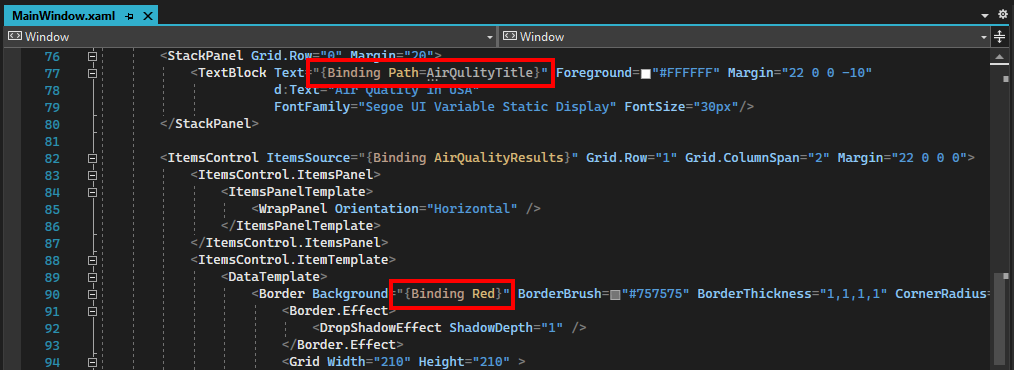 MainWindow.xaml
Window Window
76 <StackPanel Grid.Row="0" Margin="20">
77 <TextBlock Text="{Binding Path=AirQulityTitle}" Foreground="#FFFFFF" Margin="22 0 0 -10"
78 d:Text="Air Quality in USA"
79 FontFamily="Segoe UI Variable Static Display" FontSize="30px"/>
80 </StackPanel>
81
82 <ItemsControl ItemsSource="{Binding AirQualityResults}" Grid.Row="1" Grid.ColumnSpan="2" Margin="22 0 0 0">
83 <ItemsControl.ItemsPanel>
84 <ItemsPanelTemplate>
85 <WrapPanel Orientation="Horizontal" />
86 </ItemsPanelTemplate>
87 </ItemsControl.ItemsPanel>
88 <ItemsControl.ItemTemplate>
89 <DataTemplate>
90 <Border Background="{Binding Red}" BorderBrush="#757575" BorderThickness="1,1,1,1" CornerRadius=
91 <Border.Effect>
92 <DropShadowEffect ShadowDepth="1" />
93 </Border.Effect>
94 <Grid Width="210" Height="210" >